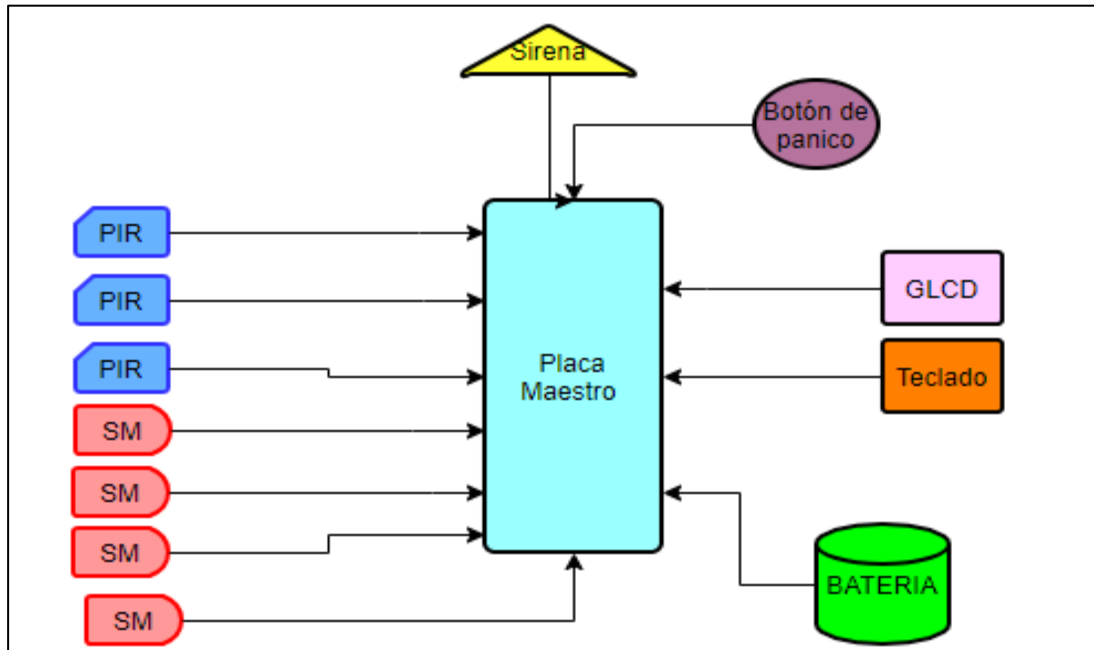 Sirena
Botón de
panico
PIR
PIR
PIR
SM
SM
SM
SM
Placa
Maestro
GLCD
Teclado
BATERIA